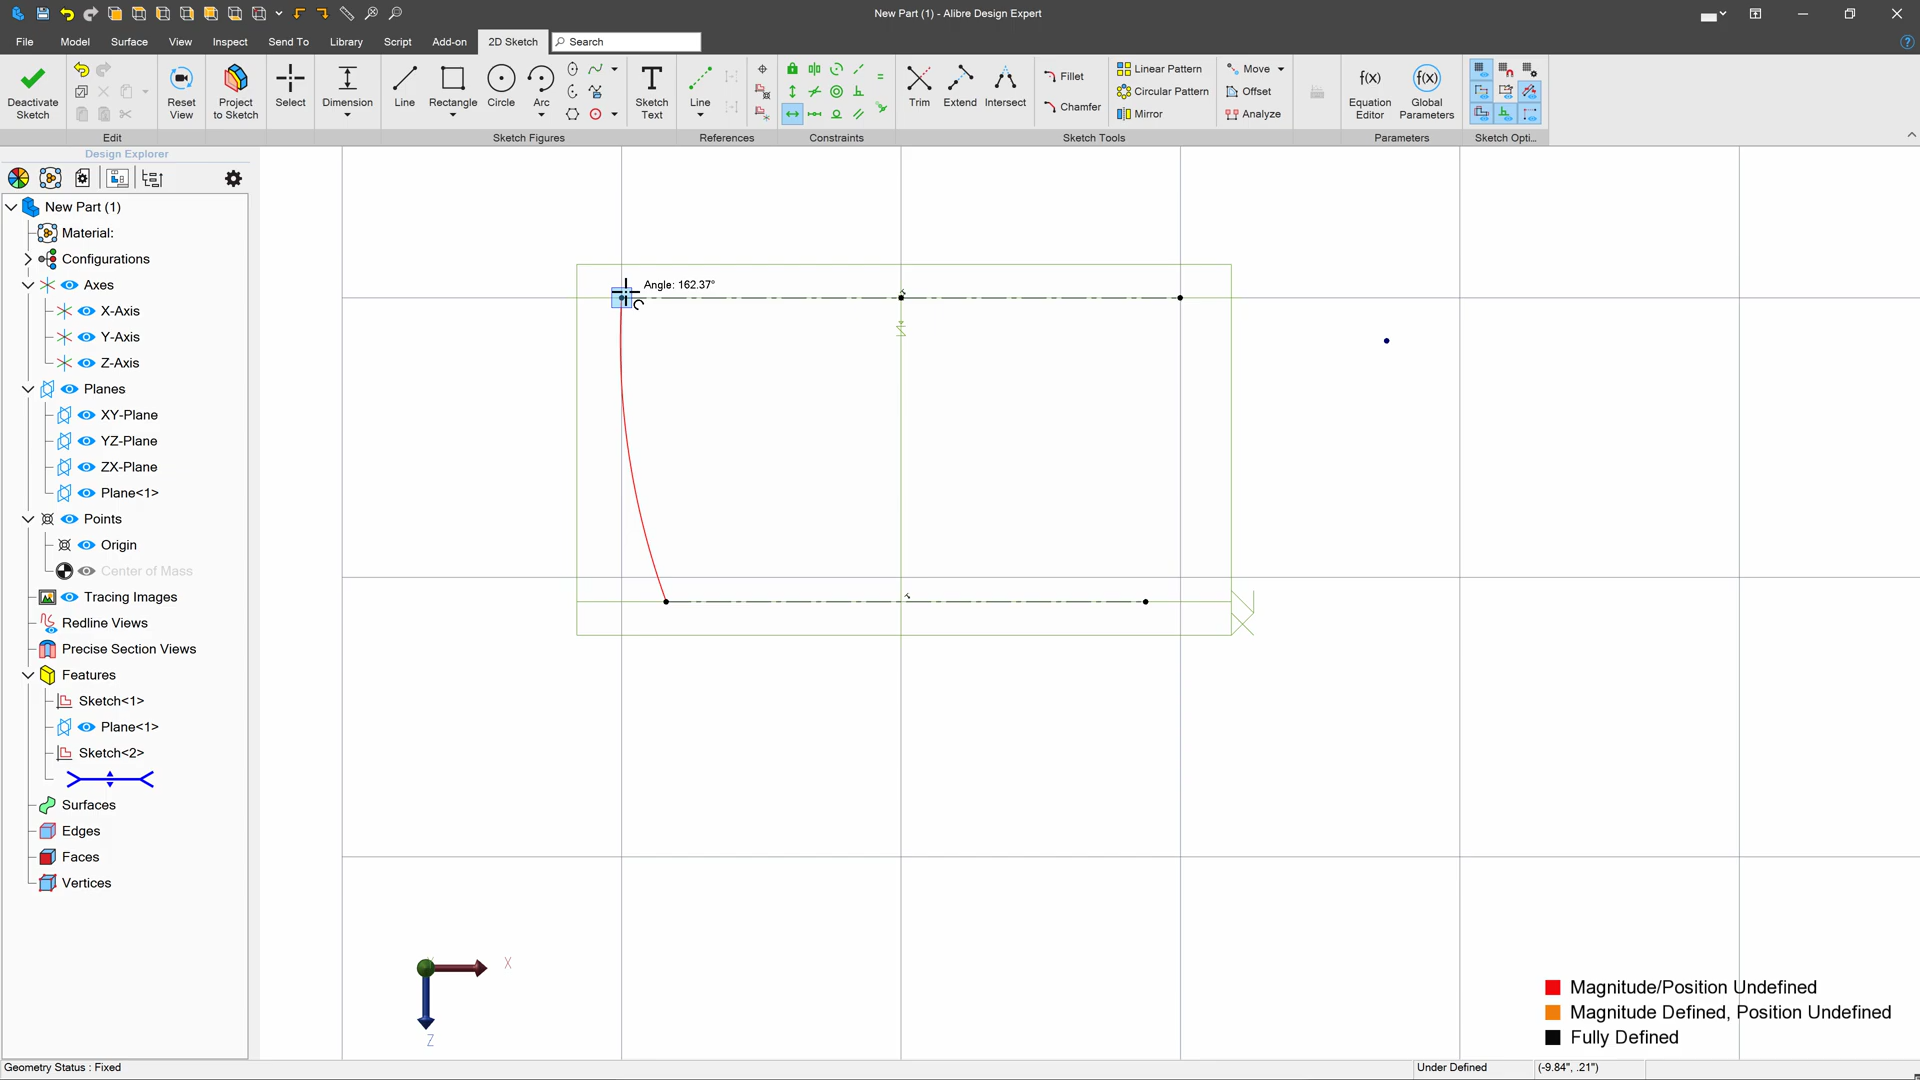 New Part (1) - Alibre Design Expert
File Model Surface View Inspect Send To Library Script Add-on 2D Sketch Search
Deactivate Sketch
Reset View
Project to Sketch
Select
Dimension
Line
Rectangle
Circle
Arc
Sketch Text
Line
Trim
Extend
Intersect
Fillet
Chamfer
Linear Pattern
Circular Pattern
Mirror
Move
Offset
Analyze
Equation Editor
Global Parameters
Edit
Sketch Figures
References
Constraints
Sketch Tools
Parameters
Sketch Opti...
Design Explorer
New Part (1)
Material:
Configurations
Axes
X-Axis
Y-Axis
Z-Axis
Planes
XY-Plane
YZ-Plane
ZX-Plane
Plane<1>
Points
Origin
Center of Mass
Tracing Images
Redline Views
Precise Section Views
Features
Sketch<1>
Plane<1>
Sketch<2>
Surfaces
Edges
Faces
Vertices
Angle: 162.37°
X
Z
Magnitude/Position Undefined
Magnitude Defined, Position Undefined
Fully Defined
Geometry Status : Fixed
Under Defined
(-9.84", .21")